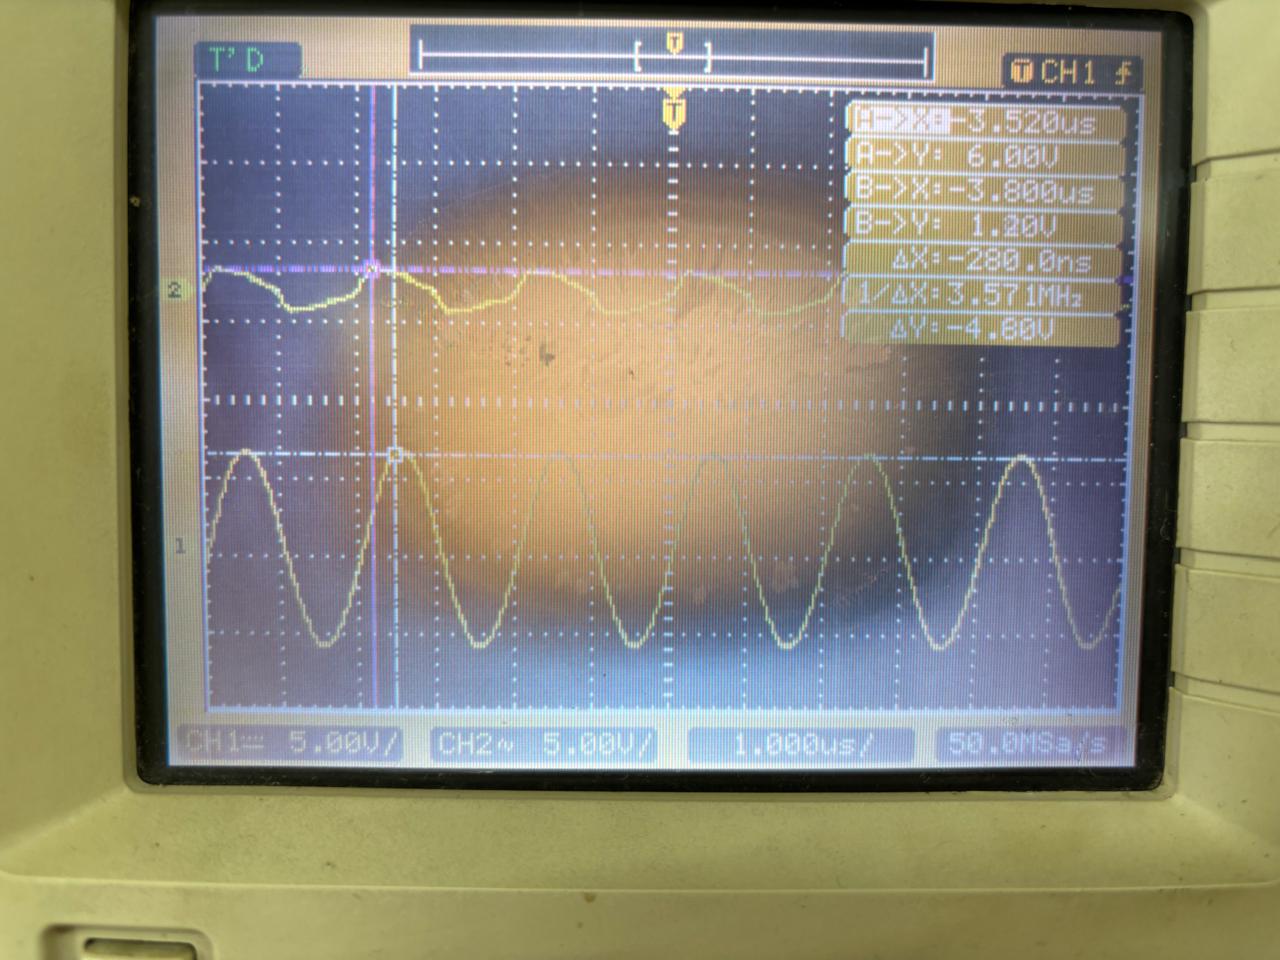 T'D
T
T CH1
T
A->X:-3.520us
A->Y: 6.00V
B->X:-3.800us
B->Y: 1.20V
ΔX:-280.0ns
1/ΔX:3.571MHz
ΔY:-4.80V
2
1
CH1 5.00V/ CH2~ 5.00V/ 1.000us/ 50.0MSa/s